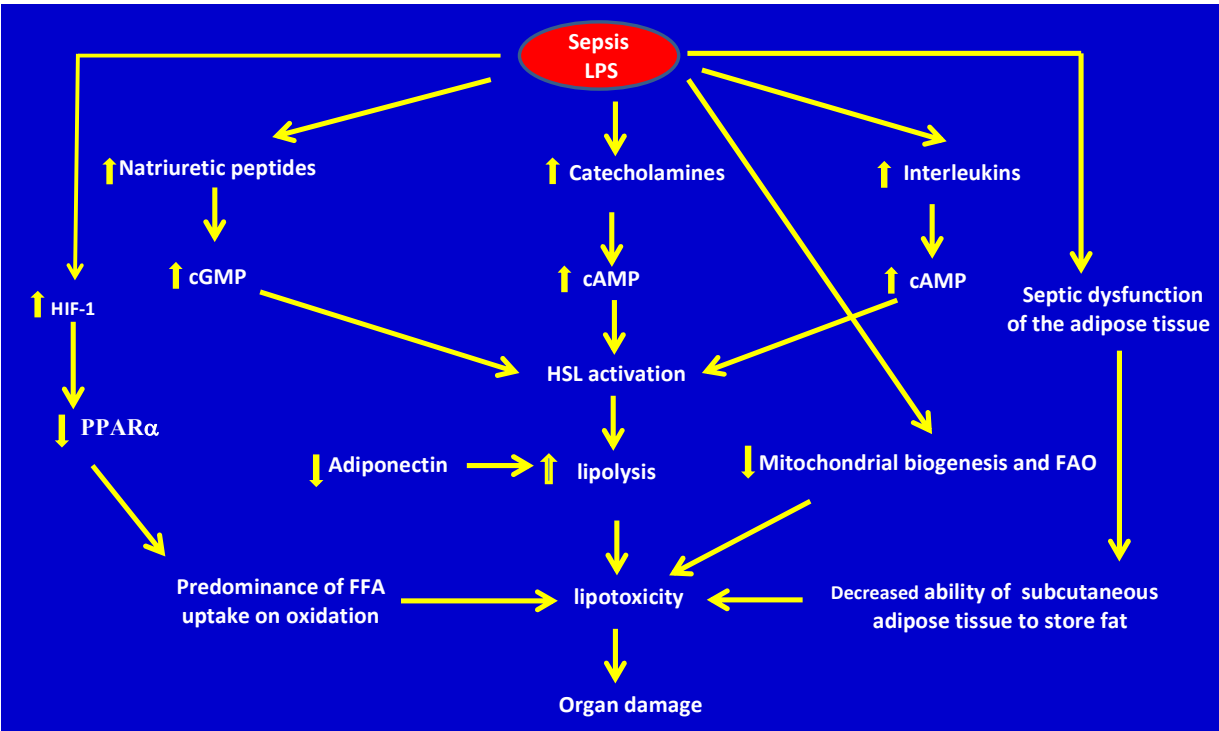 Sepsis
LPS
Natriuretic peptides
Catecholamines
Interleukins
cGMP
cAMP
cAMP
HIF-1
Septic dysfunction
of the adipose tissue
HSL activation
PPARα
Adiponectin
lipolysis
Mitochondrial biogenesis and FAO
Predominance of FFA
uptake on oxidation
lipotoxicity
Decreased ability of subcutaneous
adipose tissue to store fat
Organ damage